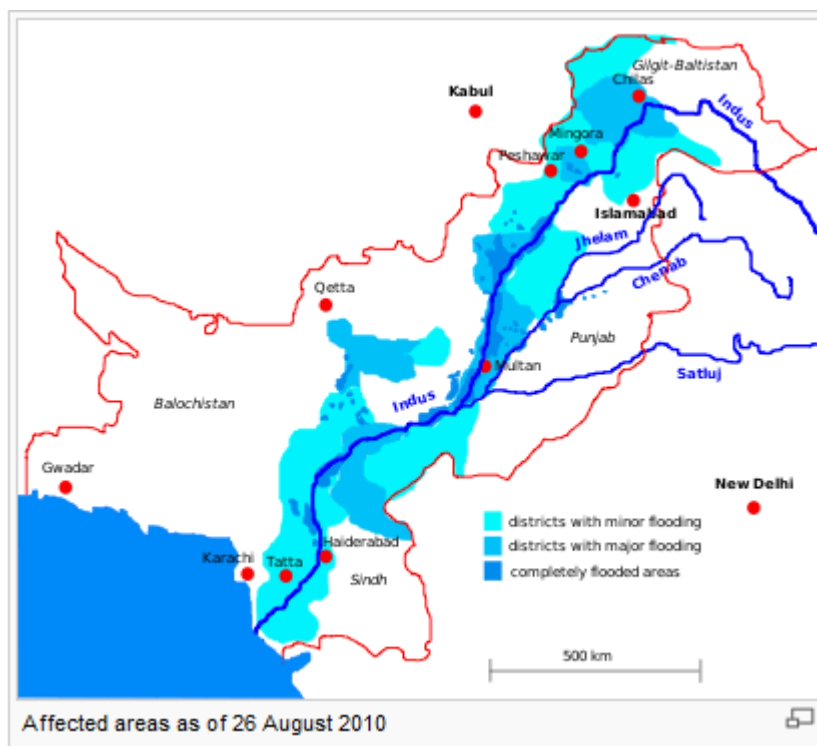 Gilgit-Baltistan
Chilas
Kabul
Indus
Mingora
Peshawar
Islamabad
Jhelam
Chenab
Qetta
Punjab
Multan
Satluj
Indus
Balochistan
Gwadar
New Delhi
districts with minor flooding
districts with major flooding
completely flooded areas
Haiderabad
Karachi
Tatta
Sindh
500 km
Affected areas as of 26 August 2010